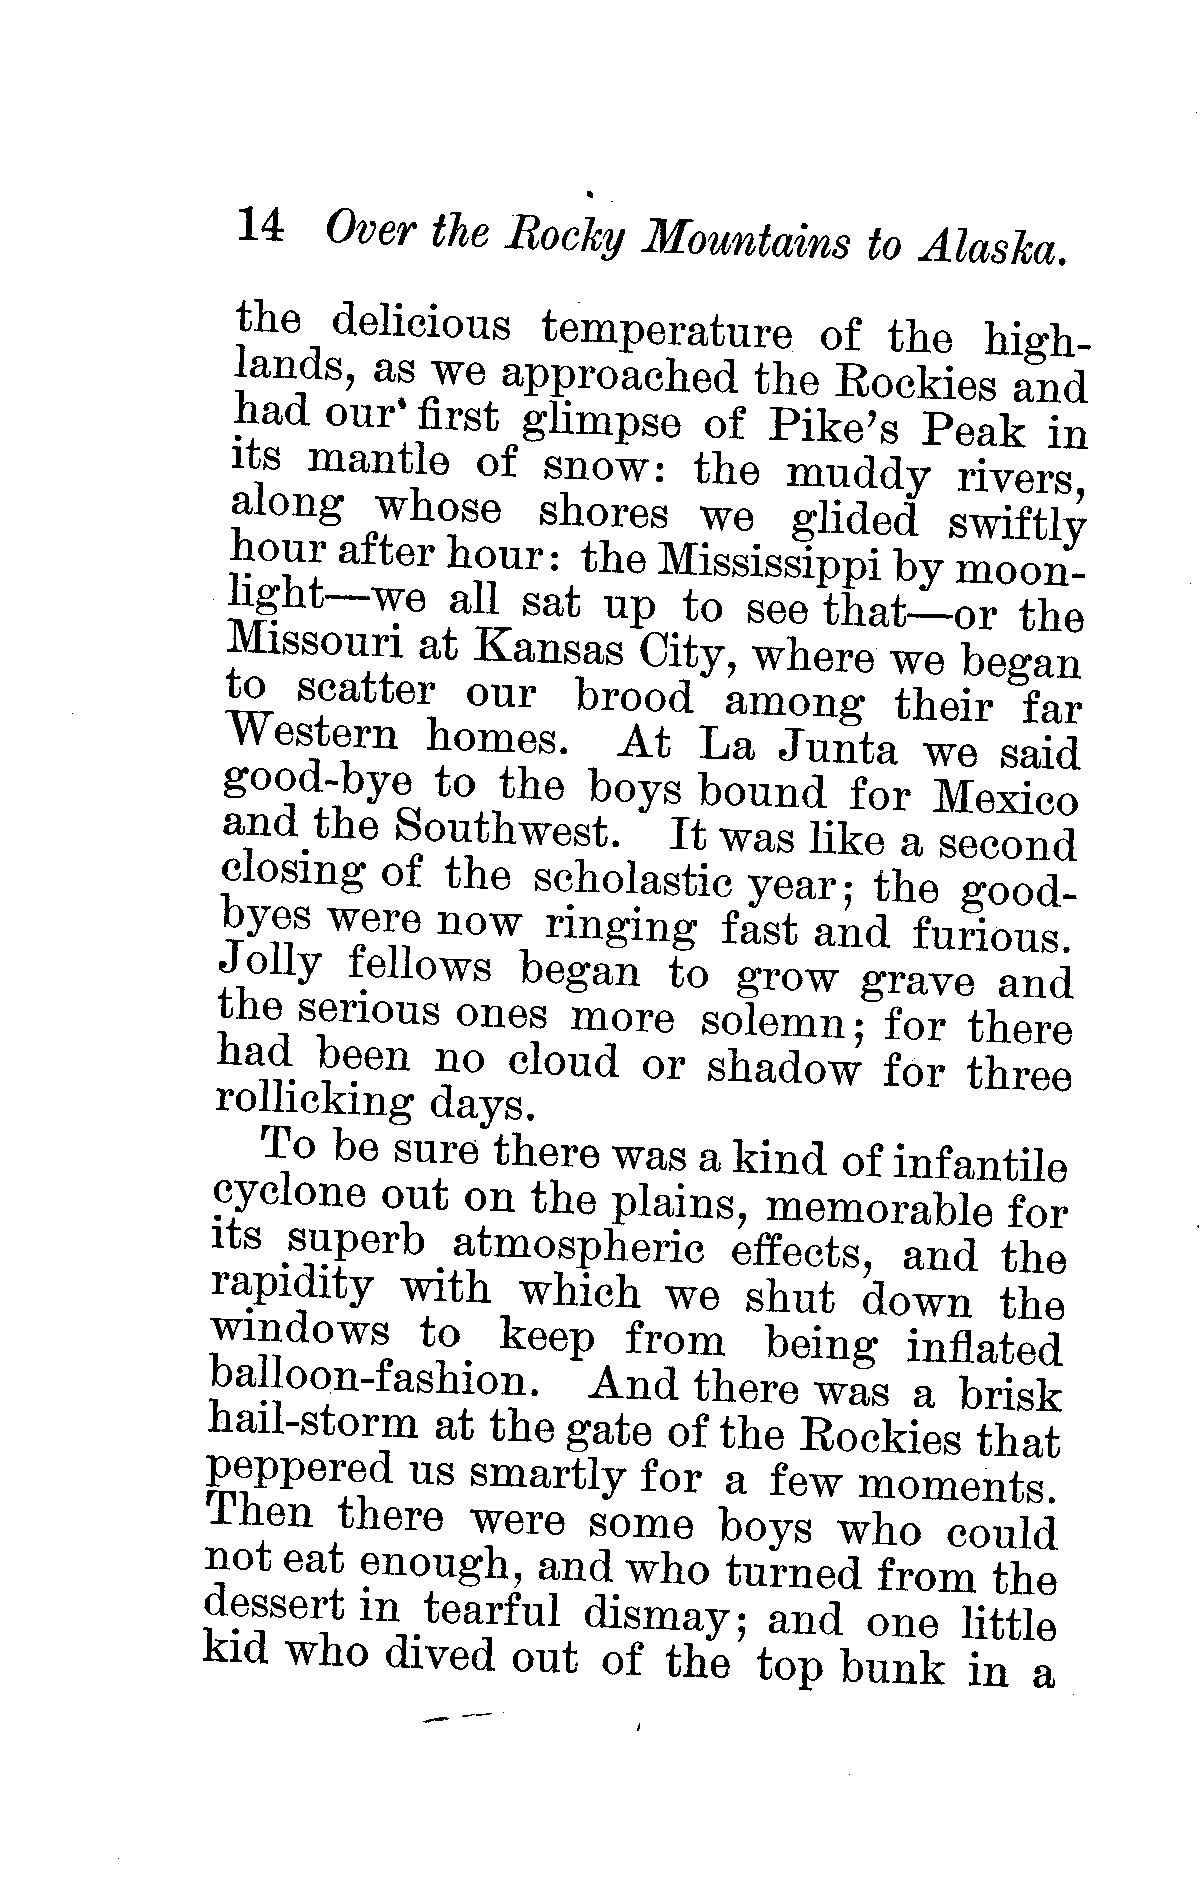 14 Over the Rocky Mountains to Alaska.
the delicious temperature of the high-
lands, as we approached the Rockies and
had our first glimpse of Pike's Peak in
its mantle of snow: the muddy rivers,
along whose shores we glided swiftly
hour after hour: the Mississippi by moon-
light—we all sat up to see that—or the
Missouri at Kansas City, where we began
to scatter our brood among their far
Western homes. At La Junta we said
good-bye to the boys bound for Mexico
and the Southwest. It was like a second
closing of the scholastic year; the good-
byes were now ringing fast and furious.
Jolly fellows began to grow grave and
the serious ones more solemn; for there
had been no cloud or shadow for three
rollicking days.
To be sure there was a kind of infantile
cyclone out on the plains, memorable for
its superb atmospheric effects, and the
rapidity with which we shut down the
windows to keep from being inflated
balloon-fashion. And there was a brisk
hail-storm at the gate of the Rockies that
peppered us smartly for a few moments.
Then there were some boys who could
not eat enough, and who turned from the
dessert in tearful dismay; and one little
kid who dived out of the top bunk in a